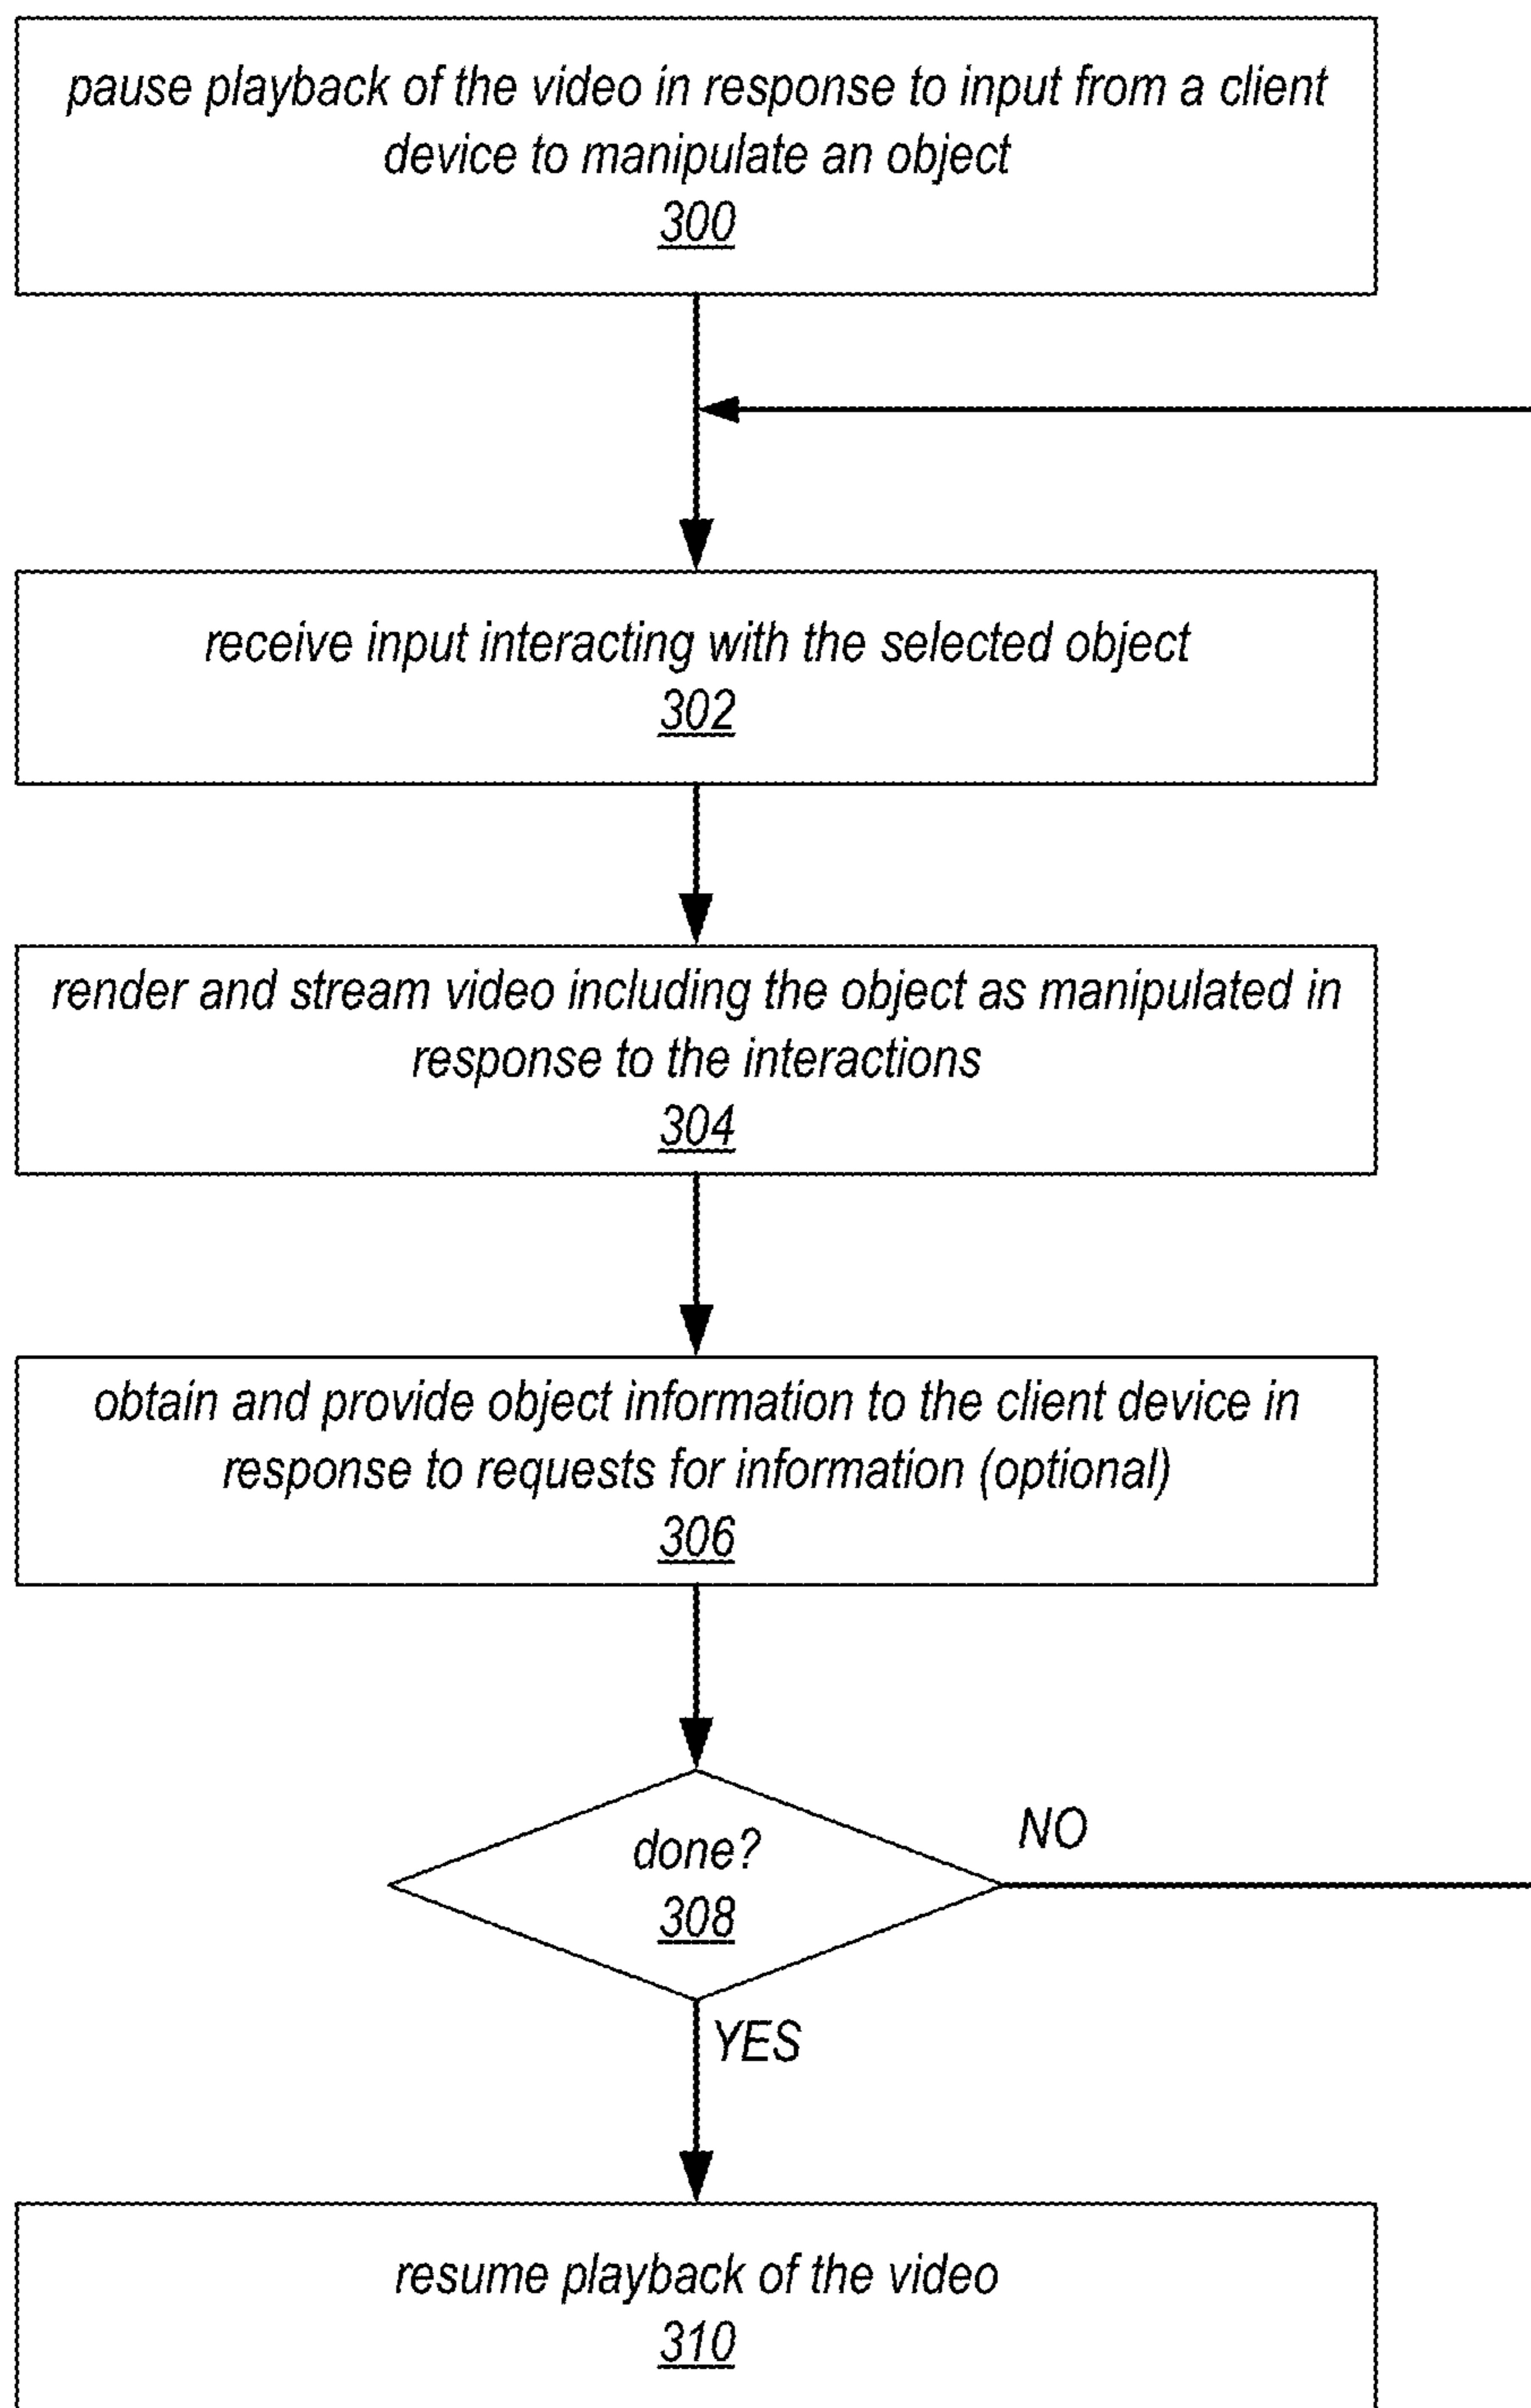 pause playback of the video in response to input from a client
device to manipulate an object
300
receive input interacting with the selected object
302
render and stream video including the object as manipulated in
response to the interactions
304
obtain and provide object information to the client device in
response to requests for information (optional)
306
done?
308
NO
YES
resume playback of the video
310